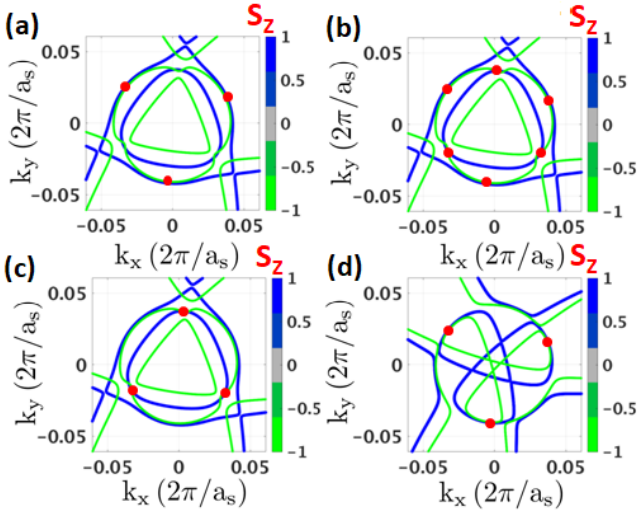 (a)
S_Z
0.05
0
-0.05
k_y (2π/a_s)
-0.05 0 0.05
k_x (2π/a_s)
1
0.5
0
-0.5
-1
(b)
S_Z
0.05
0
-0.05
k_y (2π/a_s)
-0.05 0 0.05
k_x (2π/a_s)
1
0.5
0
-0.5
-1
(c)
S_Z
0.05
0
-0.05
k_y (2π/a_s)
-0.05 0 0.05
k_x (2π/a_s)
1
0.5
0
-0.5
-1
(d)
S_Z
0.05
0
-0.05
k_y (2π/a_s)
-0.05 0 0.05
k_x (2π/a_s)
1
0.5
0
-0.5
-1